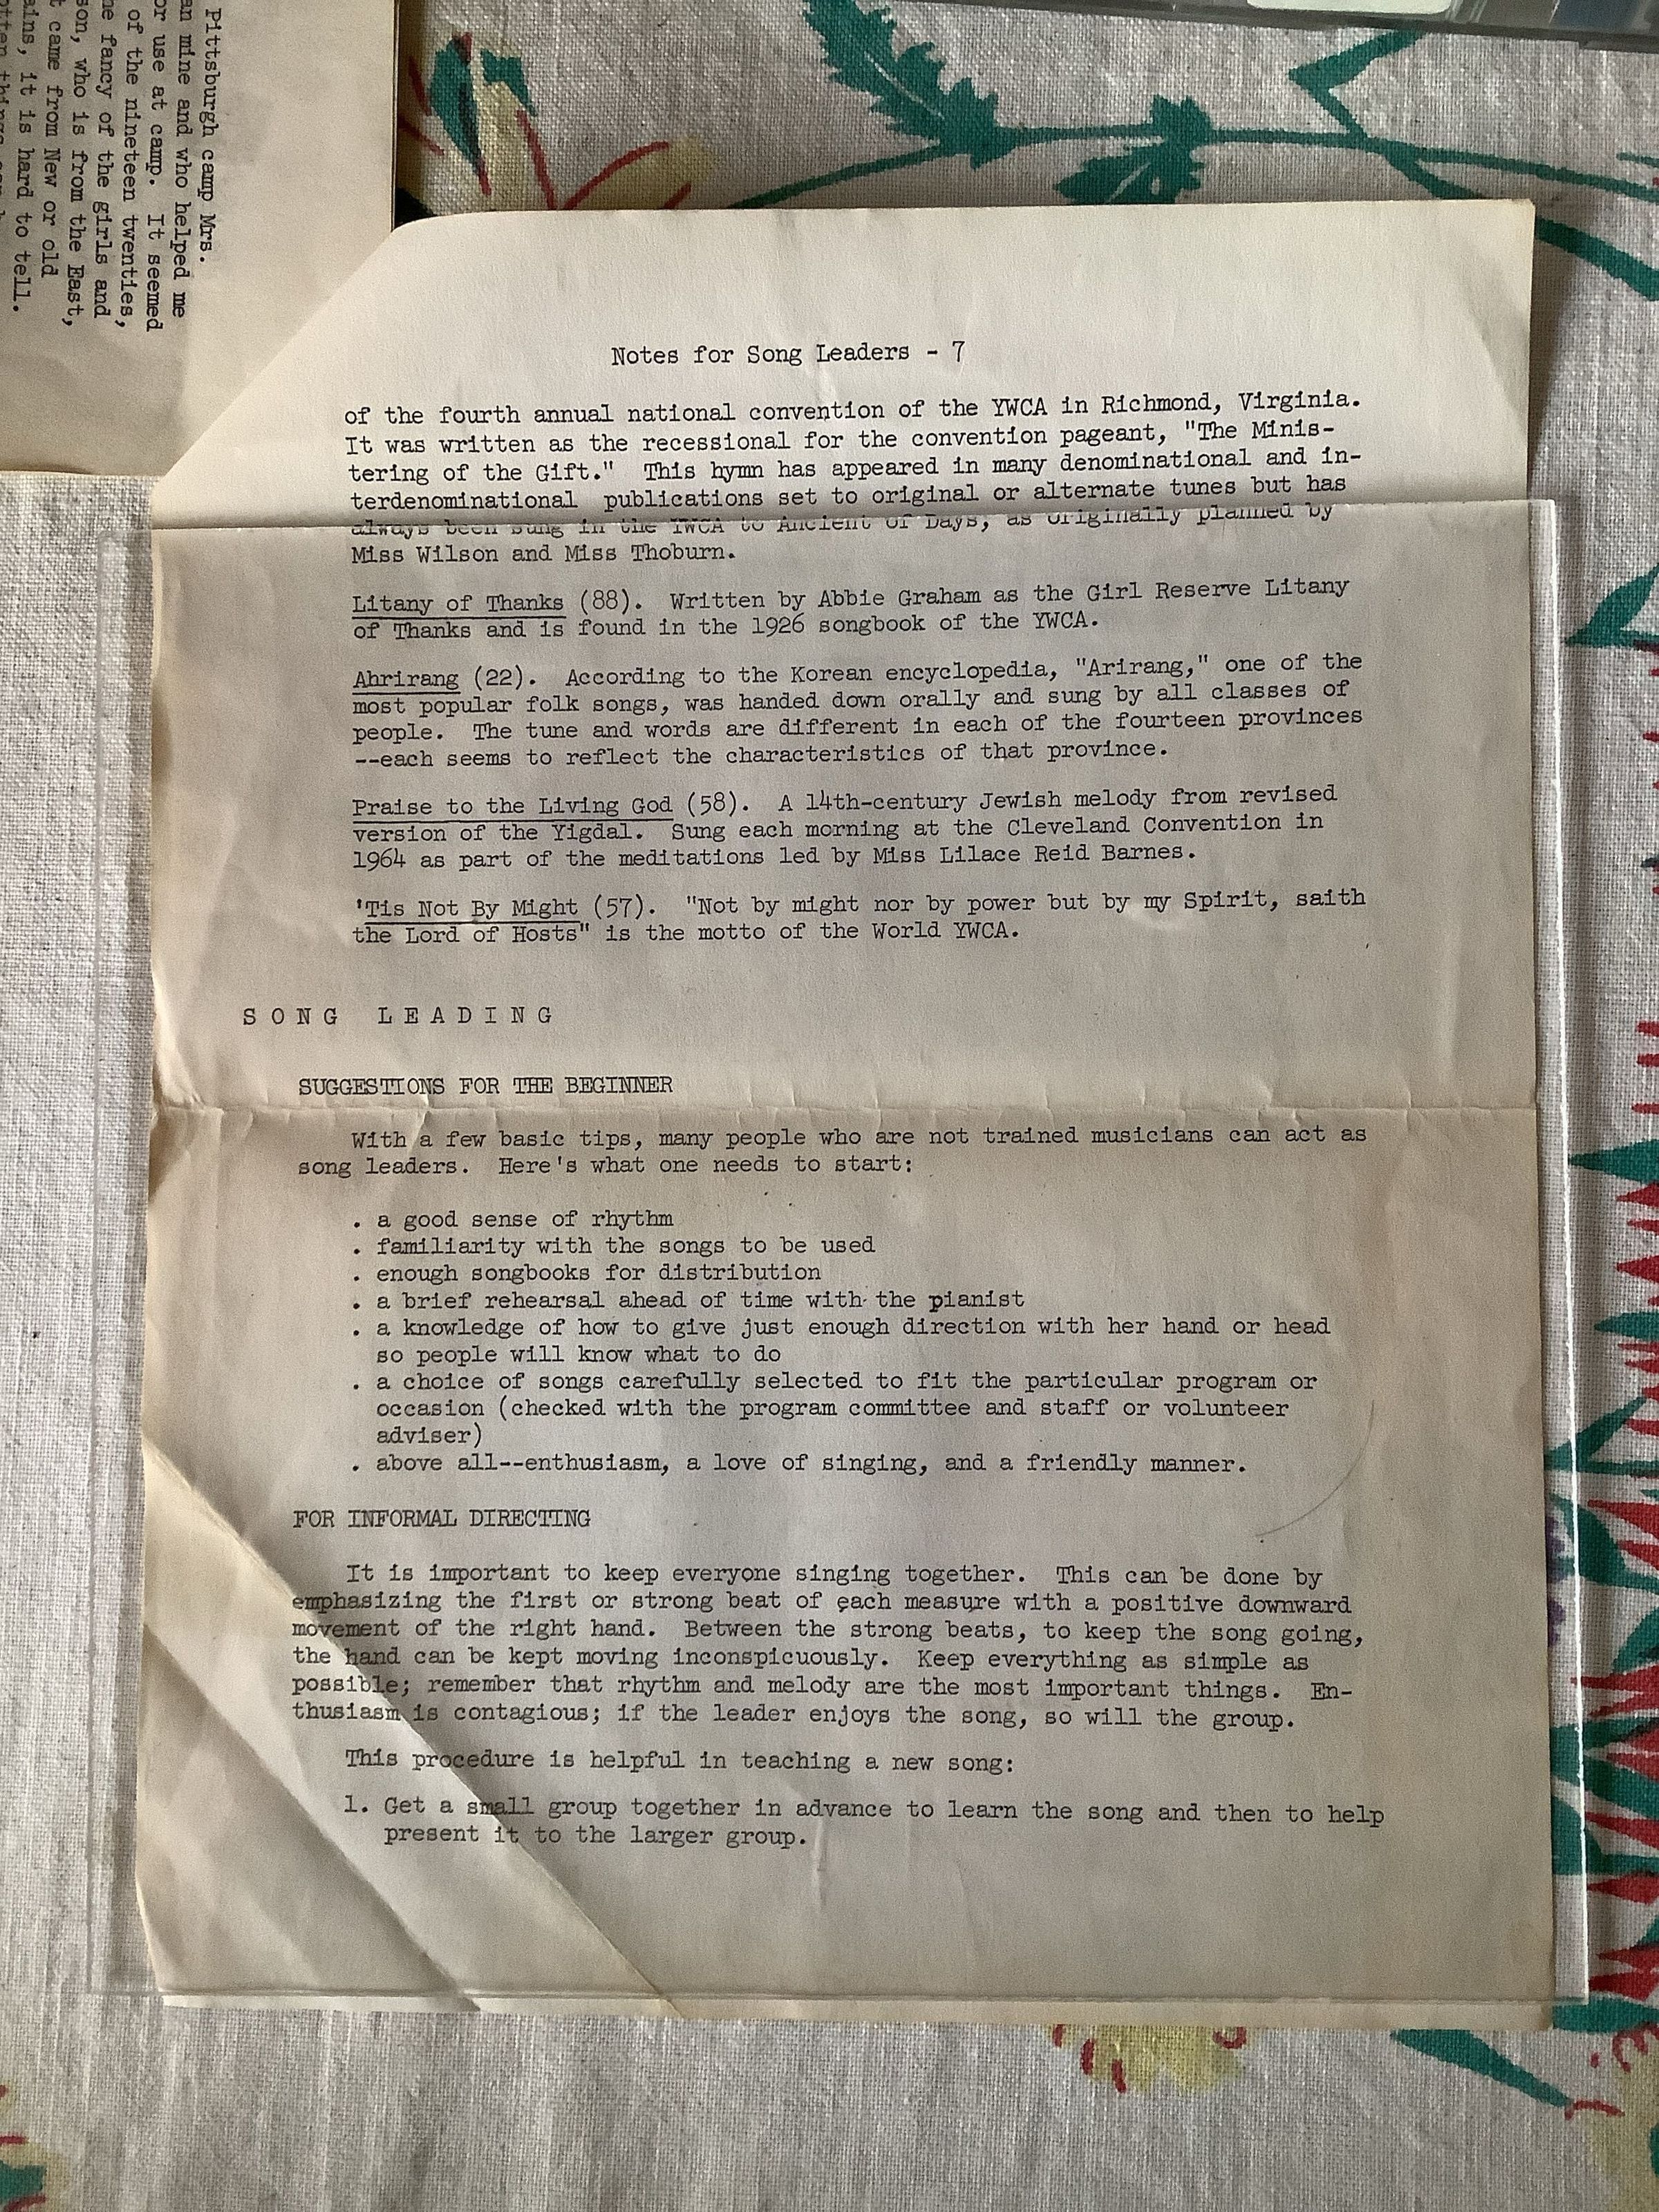 Pittsburgh camp Mrs.
an mine and who helped me
or use at camp. It seemed
of the nineteen twenties,
fancy of the girls and
son, who is from the East,
came from New or old
ains, it is hard to tell.
Notes for Song Leaders - 7
of the fourth annual national convention of the YWCA in Richmond, Virginia.
It was written as the recessional for the convention pageant, "The Minis-
tering of the Gift." This hymn has appeared in many denominational and in-
terdenominational publications set to original or alternate tunes but has
always been sung in the YWCA to Ancient of Days, as originally planned by
Miss Wilson and Miss Thoburn.
Litany of Thanks (88). Written by Abbie Graham as the Girl Reserve Litany
of Thanks and is found in the 1926 songbook of the YWCA.
Ahrirang (22). According to the Korean encyclopedia, "Arirang," one of the
most popular folk songs, was handed down orally and sung by all classes of
people. The tune and words are different in each of the fourteen provinces
--each seems to reflect the characteristics of that province.
Praise to the Living God (58). A 14th-century Jewish melody from revised
version of the Yigdal. Sung each morning at the Cleveland Convention in
1964 as part of the meditations led by Miss Lilace Reid Barnes.
'Tis Not By Might (57). "Not by might nor by power but by my Spirit, saith
the Lord of Hosts" is the motto of the World YWCA.
SONG LEADING
SUGGESTIONS FOR THE BEGINNER
With a few basic tips, many people who are not trained musicians can act as
song leaders. Here's what one needs to start:
. a good sense of rhythm
. familiarity with the songs to be used
. enough songbooks for distribution
. a brief rehearsal ahead of time with the pianist
. a knowledge of how to give just enough direction with her hand or head
so people will know what to do
. a choice of songs carefully selected to fit the particular program or
occasion (checked with the program committee and staff or volunteer
adviser)
. above all--enthusiasm, a love of singing, and a friendly manner.
FOR INFORMAL DIRECTING
It is important to keep everyone singing together. This can be done by
emphasizing the first or strong beat of each measure with a positive downward
movement of the right hand. Between the strong beats, to keep the song going,
the hand can be kept moving inconspicuously. Keep everything as simple as
possible; remember that rhythm and melody are the most important things. En-
thusiasm is contagious; if the leader enjoys the song, so will the group.
This procedure is helpful in teaching a new song:
1. Get a small group together in advance to learn the song and then to help
present it to the larger group.